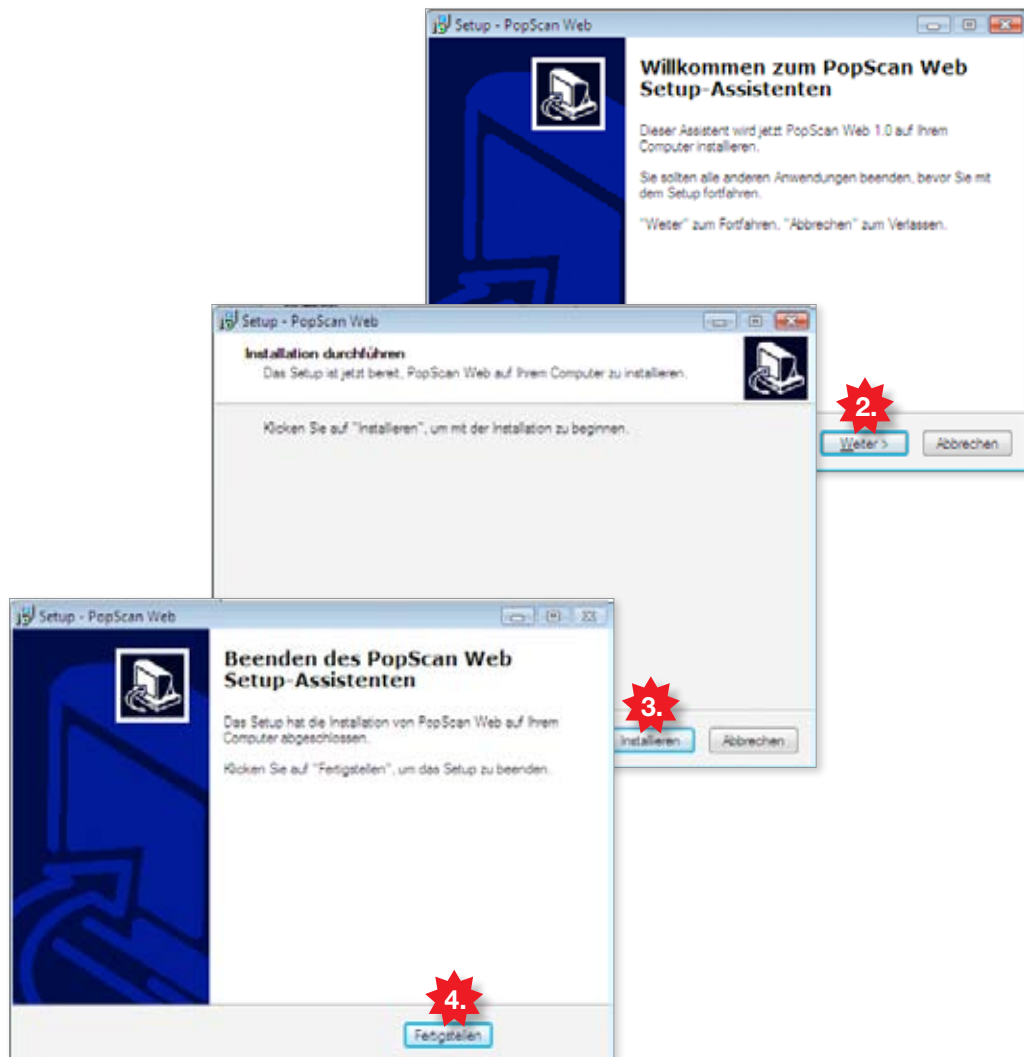 Setup - PopScan Web
Willkommen zum PopScan Web
Setup-Assistenten
Dieser Assistent wird jetzt PopScan Web 1.0 auf Ihrem
Computer installieren.
Sie sollten alle anderen Anwendungen beenden, bevor Sie mit
dem Setup fortfahren.
"Weiter" zum Fortfahren, "Abbrechen" zum Verlassen.
2.
Weiter >
Abbrechen
Setup - PopScan Web
Installation durchführen
Das Setup ist jetzt bereit, PopScan Web auf Ihrem Computer zu installieren.
Klicken Sie auf "Installieren", um mit der Installation zu beginnen.
3.
Installieren
Abbrechen
Setup - PopScan Web
Beenden des PopScan Web
Setup-Assistenten
Das Setup hat die Installation von PopScan Web auf Ihrem
Computer abgeschlossen.
Klicken Sie auf "Fertigstellen", um das Setup zu beenden.
4.
Fertigstellen